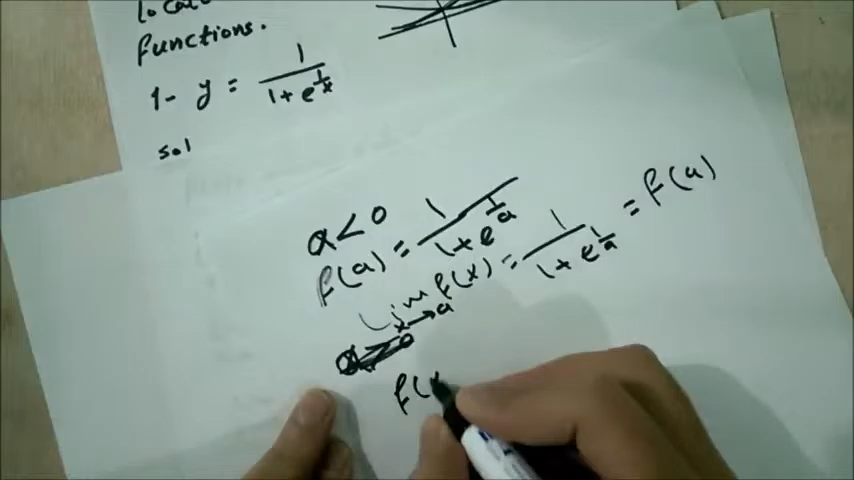 functions.
1- y = 1/(1+e^(1/x))
sol
a < 0
f(a) = 1/(1+e^(1/a))
Lim x→a f(x) = 1/(1+e^(1/a)) = f(a)
f(